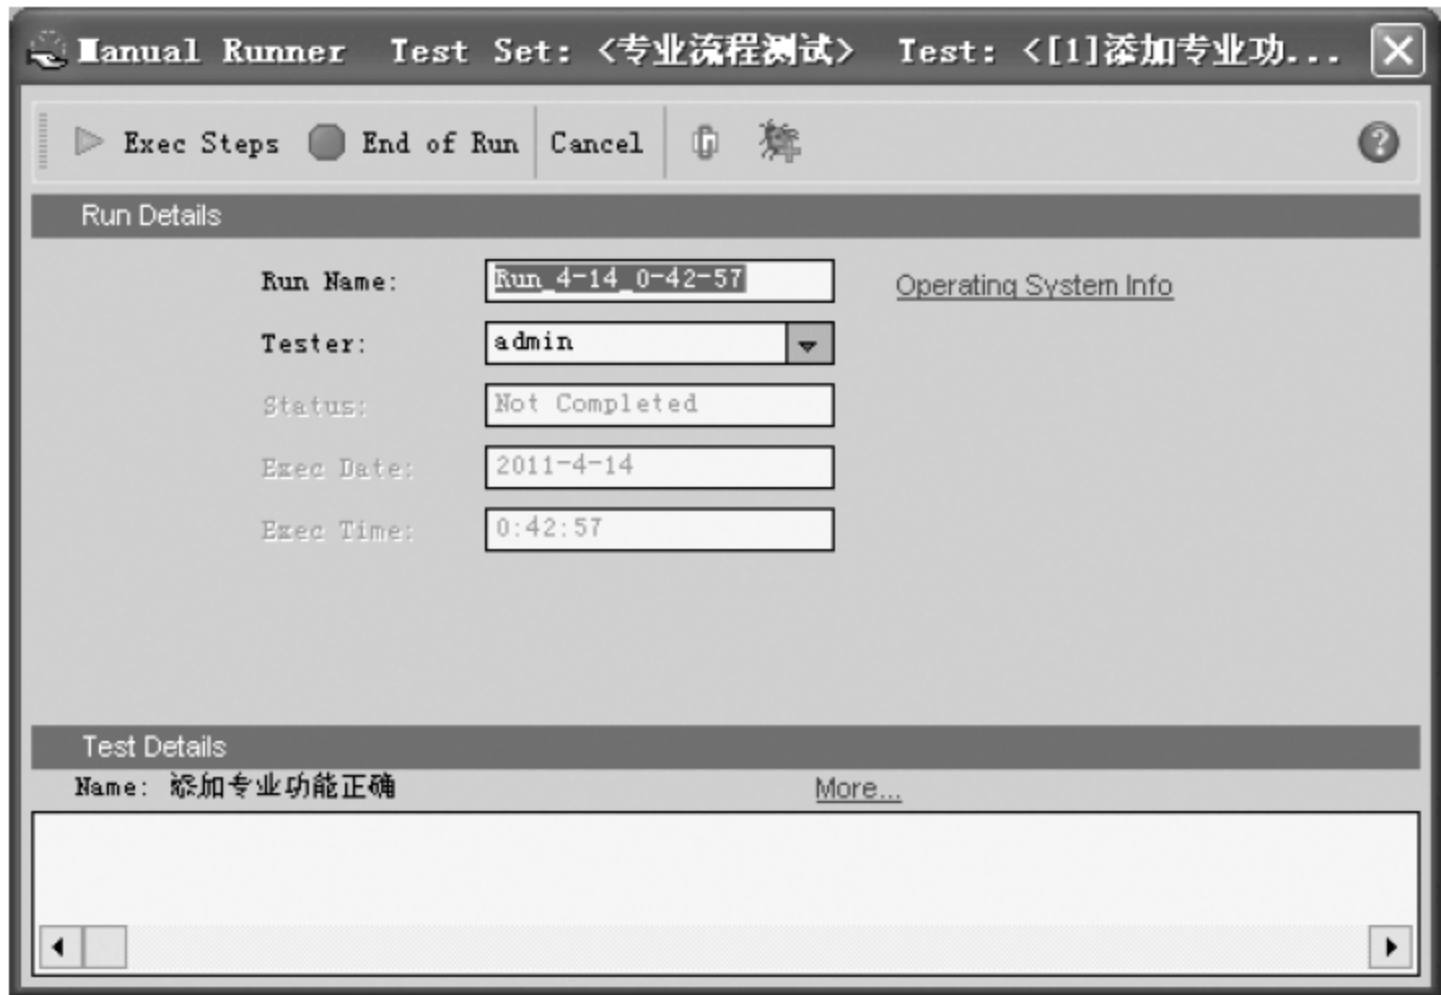 Manual Runner Test Set: <专业流程测试> Test: <[1]添加专业功...
Exec Steps End of Run Cancel
Run Details
Run Name: Run_4-14_0-42-57 Operating System Info
Tester: admin
Status: Not Completed
Exec Date: 2011-4-14
Exec Time: 0:42:57
Test Details
Name: 添加专业功能正确 More...